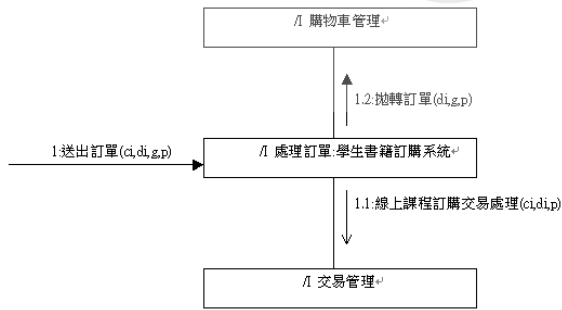 /I 購物車管理↵
1.2:拋轉訂單(di,g,p)
1:送出訂單(ci,di,g,p)
/I 處理訂單:學生書籍訂購系統↵
1.1:線上課程訂購交易處理(ci,di,p)
/I 交易管理↵